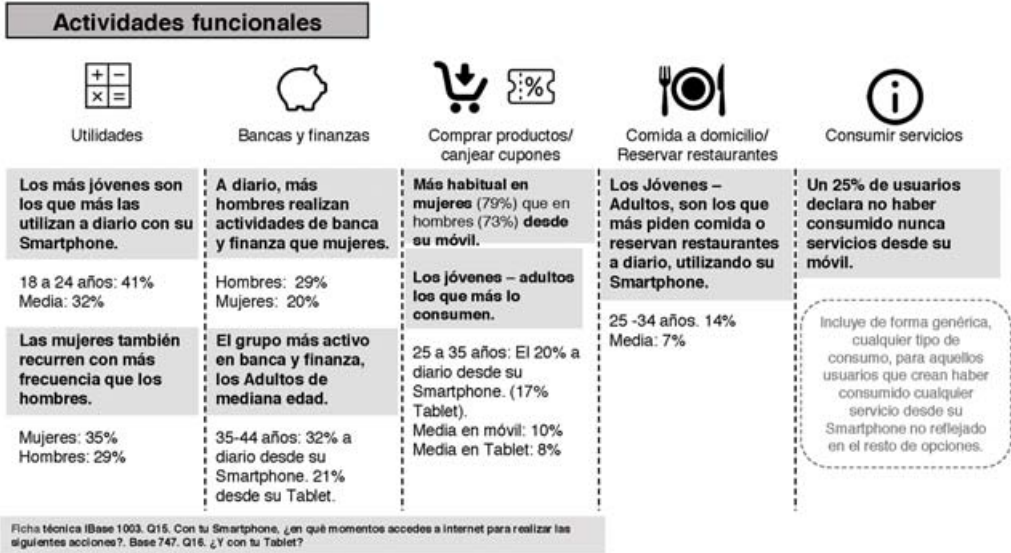 Actividades funcionales
+ −
× =
Utilidades
Los más jóvenes son
los que más las
utilizan a diario con su
Smartphone.
18 a 24 años: 41%
Media: 32%
Las mujeres también
recurren con más
frecuencia que los
hombres.
Mujeres: 35%
Hombres: 29%
Bancas y finanzas
A diario, más
hombres realizan
actividades de banca
y finanza que mujeres.
Hombres: 29%
Mujeres: 20%
El grupo más activo
en banca y finanza,
los Adultos de
mediana edad.
35-44 años: 32% a
diario desde su
Smartphone. 21%
desde su Tablet.
%
Comprar productos/
canjear cupones
Más habitual en
mujeres (79%) que en
hombres (73%) desde
su móvil.
Los jóvenes – adultos
los que más lo
consumen.
25 a 35 años: El 20% a
diario desde su
Smartphone. (17%
Tablet).
Media en móvil: 10%
Media en Tablet: 8%
Comida a domicilio/
Reservar restaurantes
Los Jóvenes –
Adultos, son los que
más piden comida o
reservan restaurantes
a diario, utilizando su
Smartphone.
25 -34 años. 14%
Media: 7%
i
Consumir servicios
Un 25% de usuarios
declara no haber
consumido nunca
servicios desde su
móvil.
Incluye de forma genérica,
cualquier tipo de
consumo, para aquellos
usuarios que crean haber
consumido cualquier
servicio desde su
Smartphone no reflejado
en el resto de opciones.
Ficha técnica IBase 1003. Q15. Con tu Smartphone, ¿en qué momentos accedes a internet para realizar las
siguientes acciones?. Base 747. Q16. ¿Y con tu Tablet?